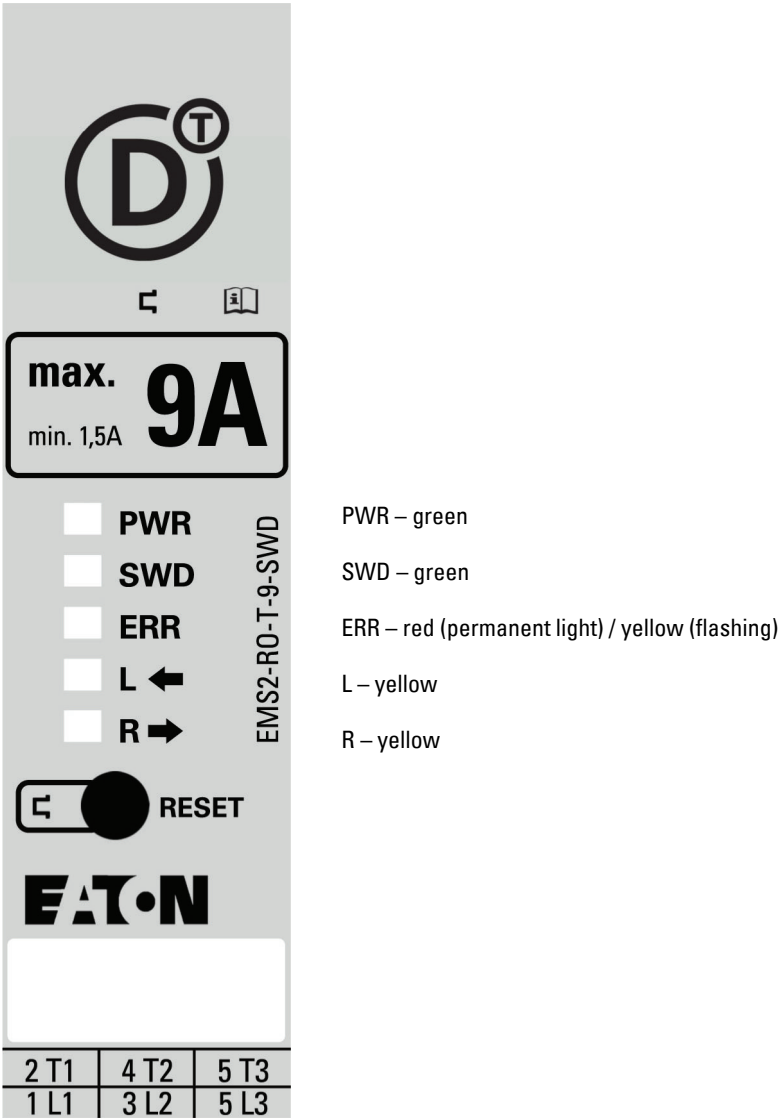 D T
max. 9A
min. 1,5A
PWR
SWD
ERR
L ←
R →
EMS2-RO-T-9-SWD
PWR – green
SWD – green
ERR – red (permanent light) / yellow (flashing)
L – yellow
R – yellow
RESET
EATON
2 T1 4 T2 5 T3
1 L1 3 L2 5 L3